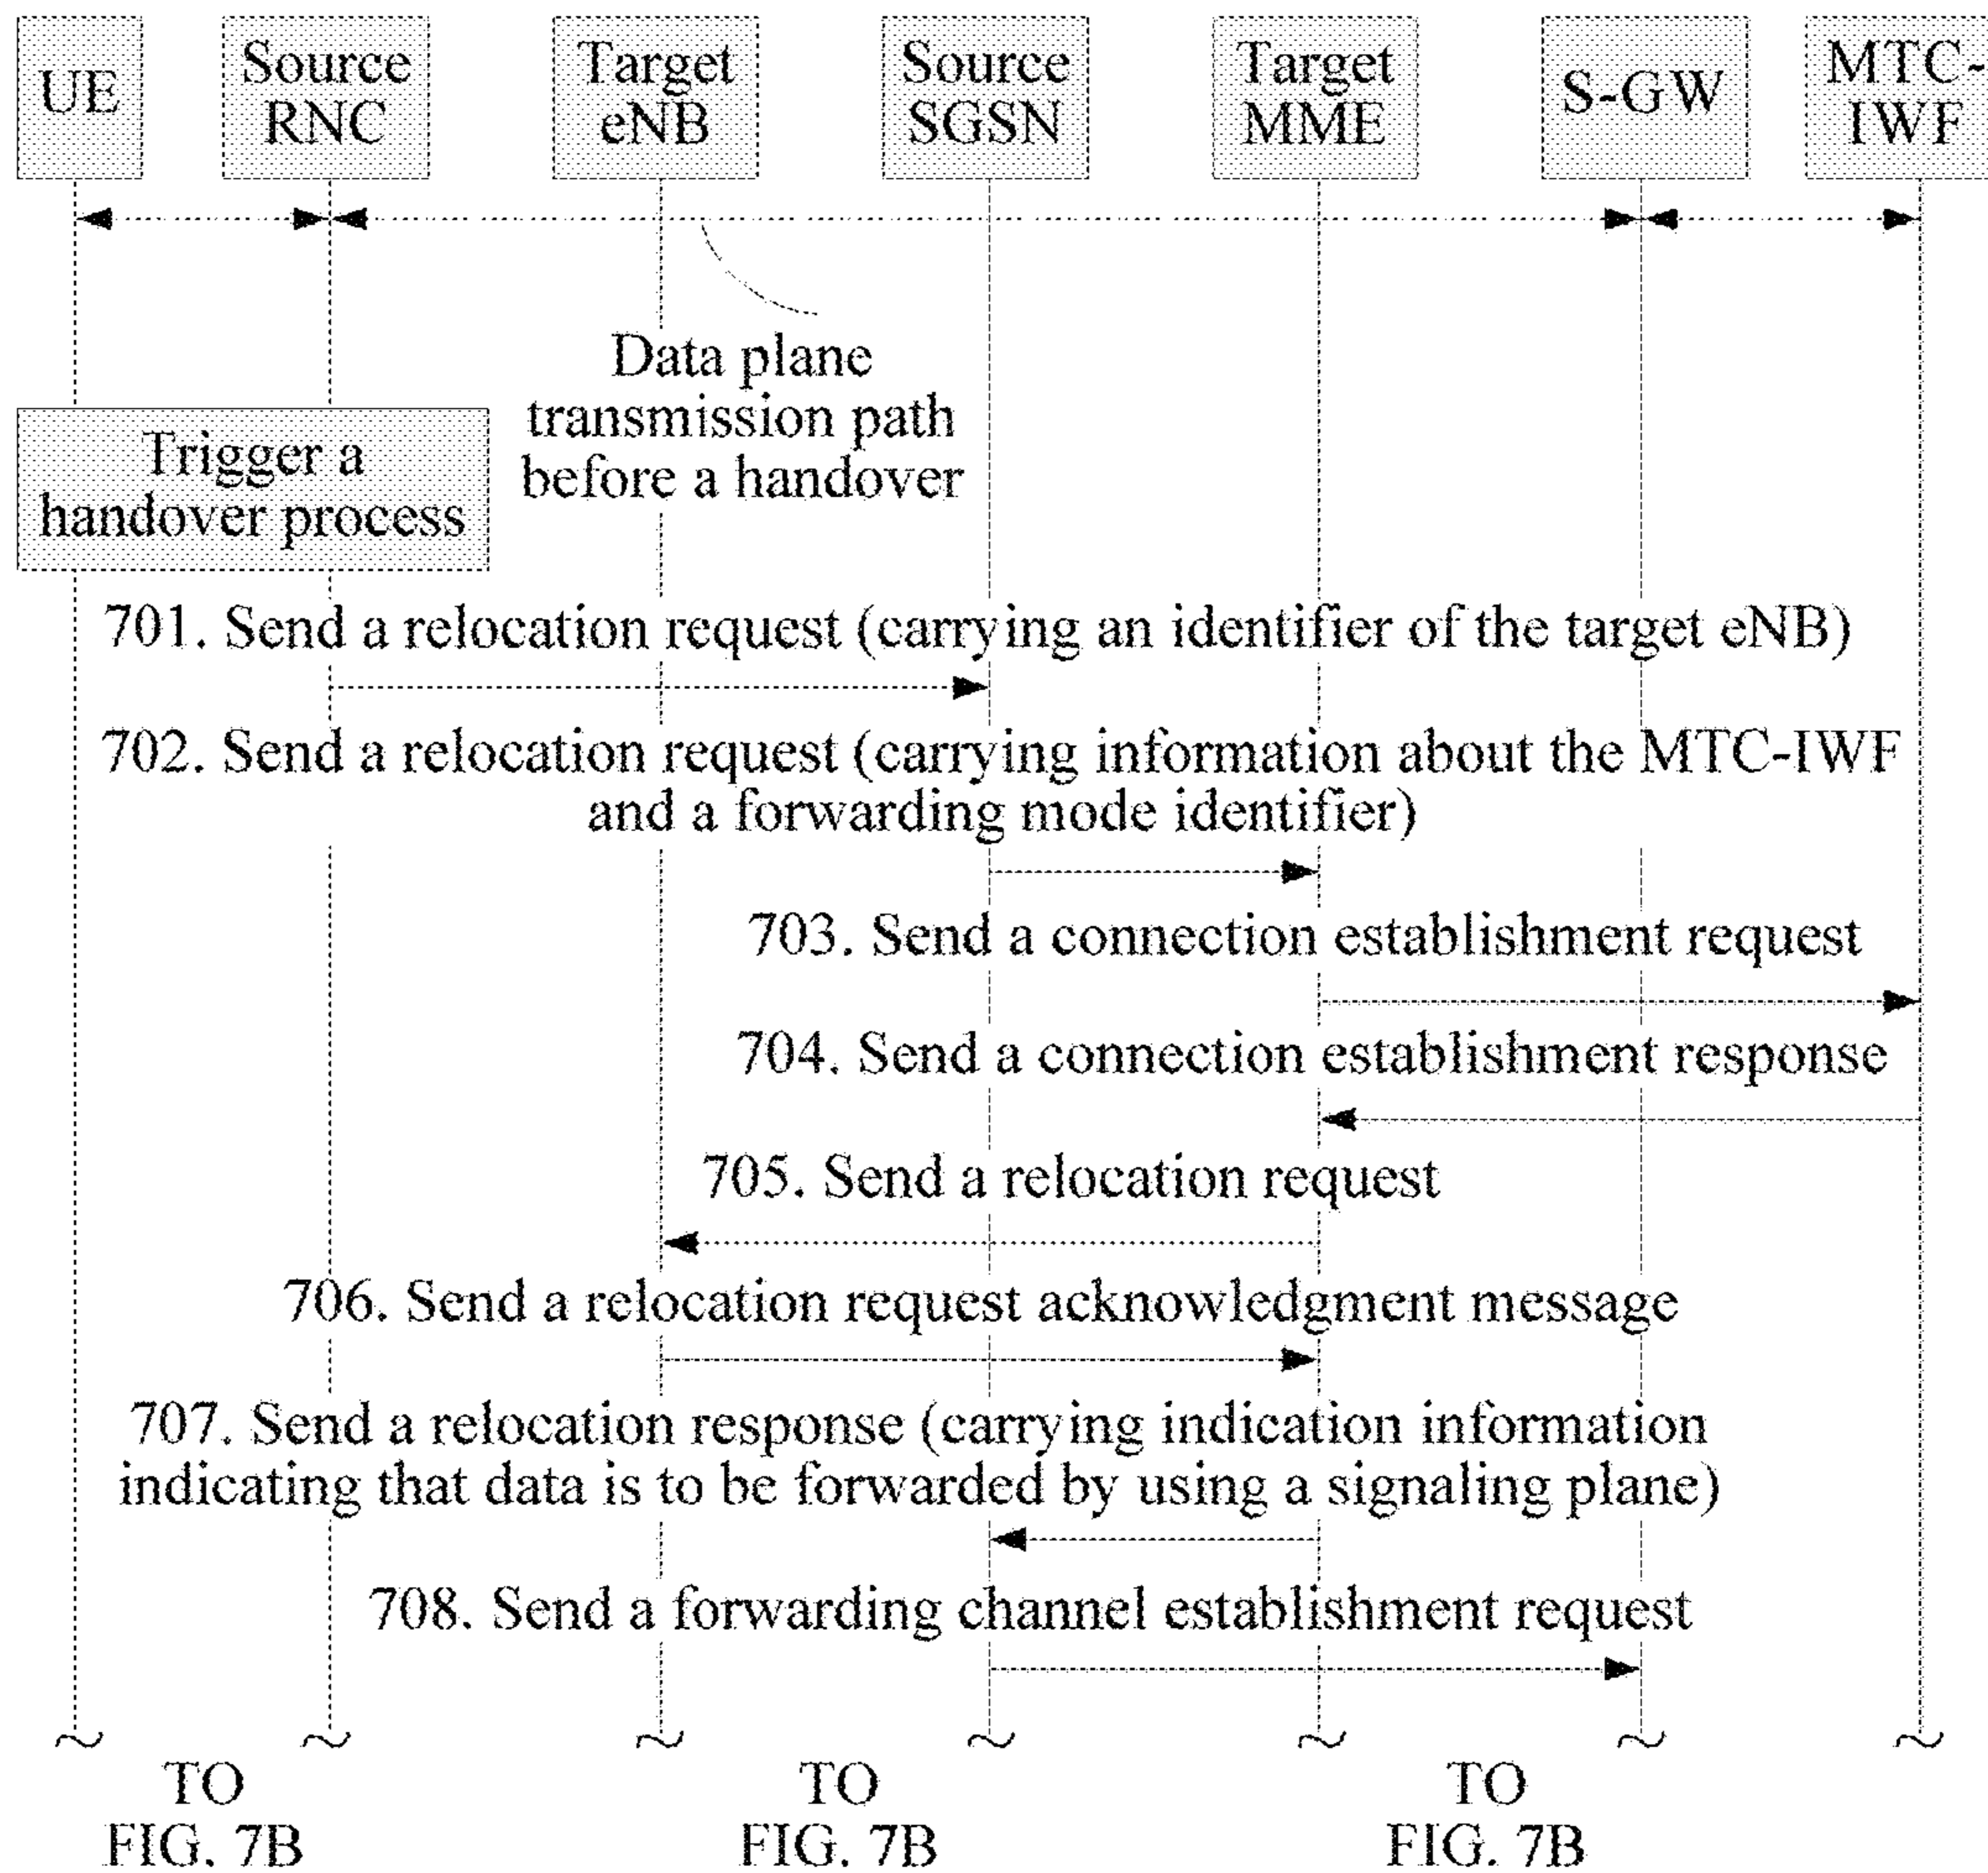 UE
Source
RNC
Target
eNB
Source
SGSN
Target
MME
S-GW
MTC-
IWF
Data plane
transmission path
before a handover
Trigger a
handover process
701. Send a relocation request (carrying an identifier of the target eNB)
702. Send a relocation request (carrying information about the MTC-IWF
and a forwarding mode identifier)
703. Send a connection establishment request
704. Send a connection establishment response
705. Send a relocation request
706. Send a relocation request acknowledgment message
707. Send a relocation response (carrying indication information
indicating that data is to be forwarded by using a signaling plane)
708. Send a forwarding channel establishment request
TO
FIG. 7B
TO
FIG. 7B
TO
FIG. 7B